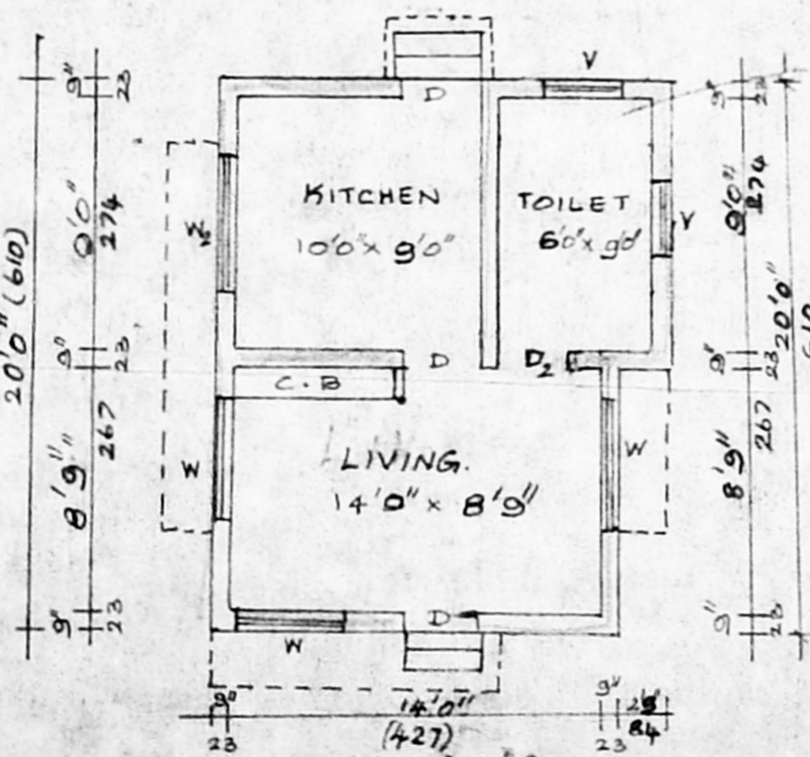 D
V
KITCHEN
10'0" x 9'0"
TOILET
6'0" x 9'0"
V
W
D
D2
C.B
LIVING.
14'0" x 8'9"
W
W
D
W
20'0" (610)
9" 23
9'0" 274
9" 23
8'9" 267
9" 23
9" 23
9'0" 274
9" 23
8'9" 267
9" 23
20'0"
9"
23
14'0"
(427)
9"
23
84